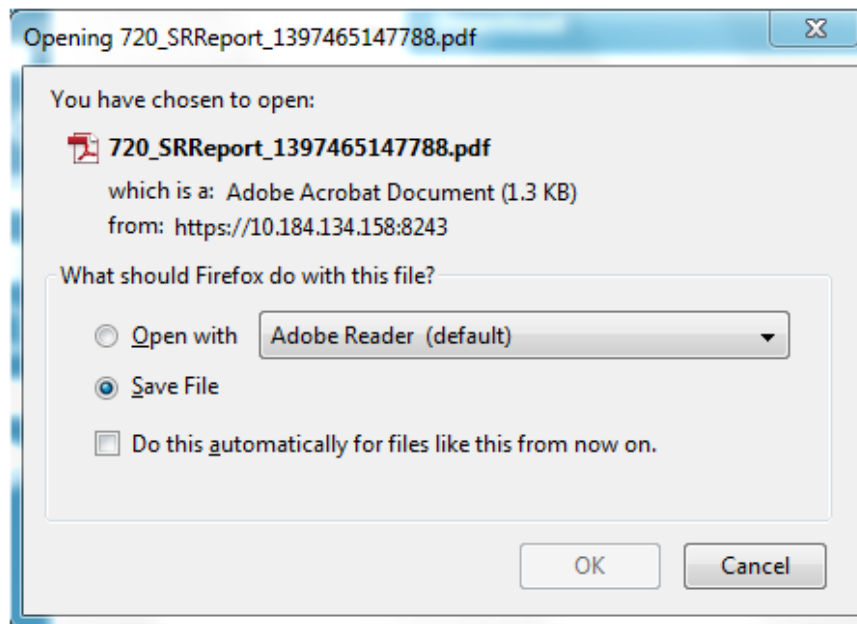 Opening 720_SRReport_1397465147788.pdf
You have chosen to open:
720_SRReport_1397465147788.pdf
which is a: Adobe Acrobat Document (1.3 KB)
from: https://10.184.134.158:8243
What should Firefox do with this file?
Open with Adobe Reader (default)
Save File
Do this automatically for files like this from now on.
OK Cancel